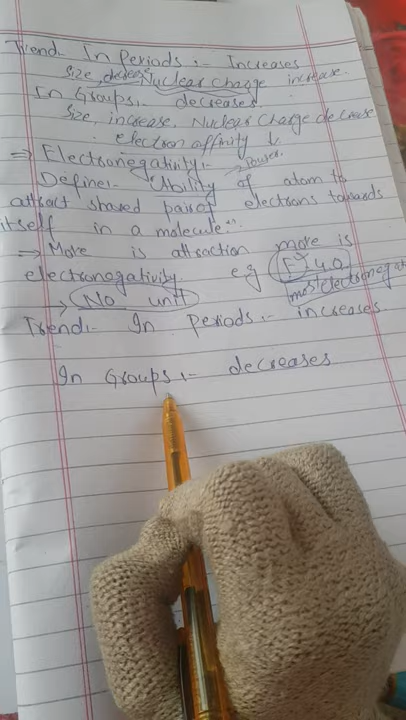 Trend:- In Periods:- Increases
Size decrease, Nuclear Charge increase.
In Groups:- decreases
Size increase. Nuclear Charge decrease
electron affinity ↓
⇒ Electronegativity:-
→ Power.
Define:- "Ability of atom to
attract shared pair of electrons towards
itself in a molecule".
⇒ More is attraction more is
electronegativity e.g F 4.0
most electronegat
→ No unit
Trend:- In Periods:- increases
In Groups:- decreases